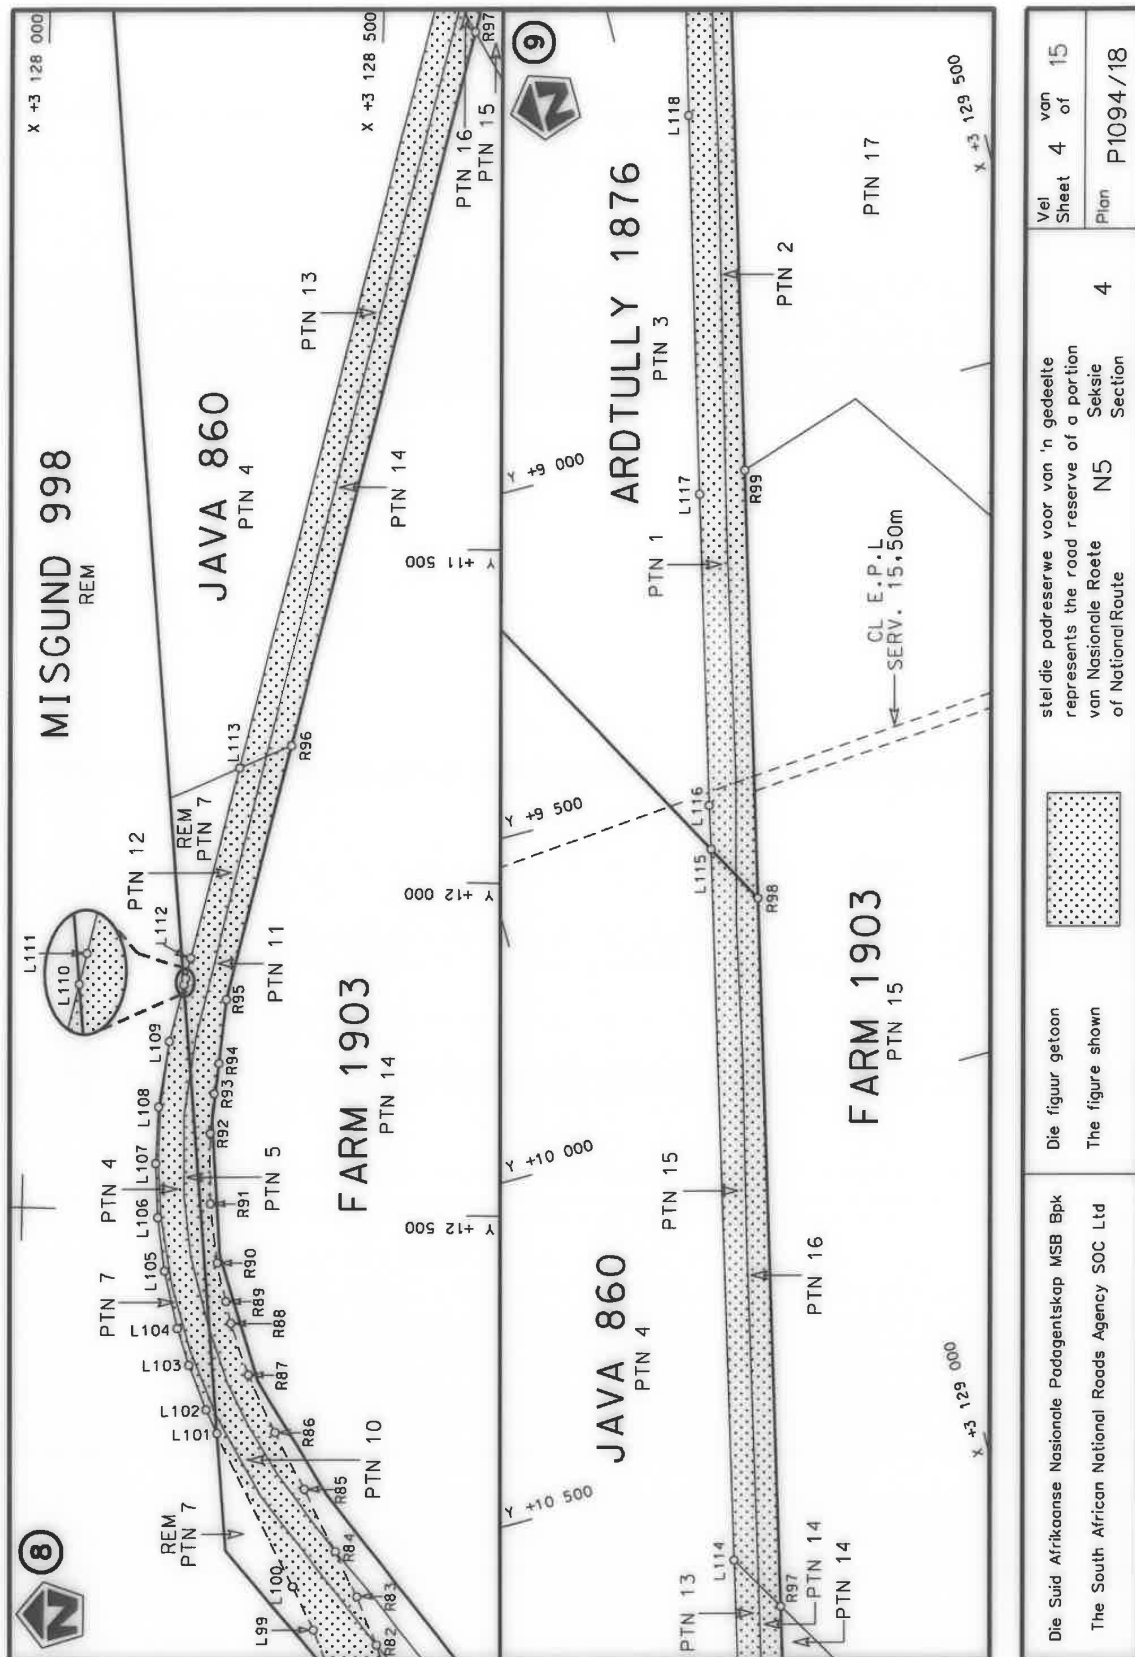 8
N
MISGUND 998
REM
X +3 128 000
X +3 128 500
JAVA 860
PTN 4
REM
PTN 7
L99
L100
L101
L102
L103
L104
L105
L106
L107
L108
L109
L110
L111
L112
L113
PTN 7
PTN 4
PTN 12
REM
PTN 7
PTN 13
PTN 16
PTN 15
R97
R82
R83
R84
R85
R86
R87
R88
R89
R90
R91
R92
R93
R94
R95
R96
PTN 10
PTN 5
PTN 11
PTN 14
FARM 1903
PTN 14
Y +12 500
Y +12 000
Y +11 500
9
N
Y +10 500
Y +10 000
Y +9 500
Y +9 000
JAVA 860
PTN 4
ARDTULLY 1876
PTN 3
PTN 13
L114
PTN 15
L115
L116
PTN 1
L117
L118
R97
PTN 14
PTN 14
PTN 16
R98
R99
PTN 2
FARM 1903
PTN 15
CL E.P.L
SERV. 15,50m
PTN 17
X +3 129 000
X +3 129 500
Die Suid Afrikaanse Nasionale Padagentskap MSB Bpk
The South African National Roads Agency SOC Ltd
Die figuur getoon
The figure shown
stel die padreserwe voor van 'n gedeelte
represents the road reserve of a portion
van Nasionale Roete N5 Seksie 4
of National Route Section
Vel 4 van 15
Sheet of
Plan P1094/18